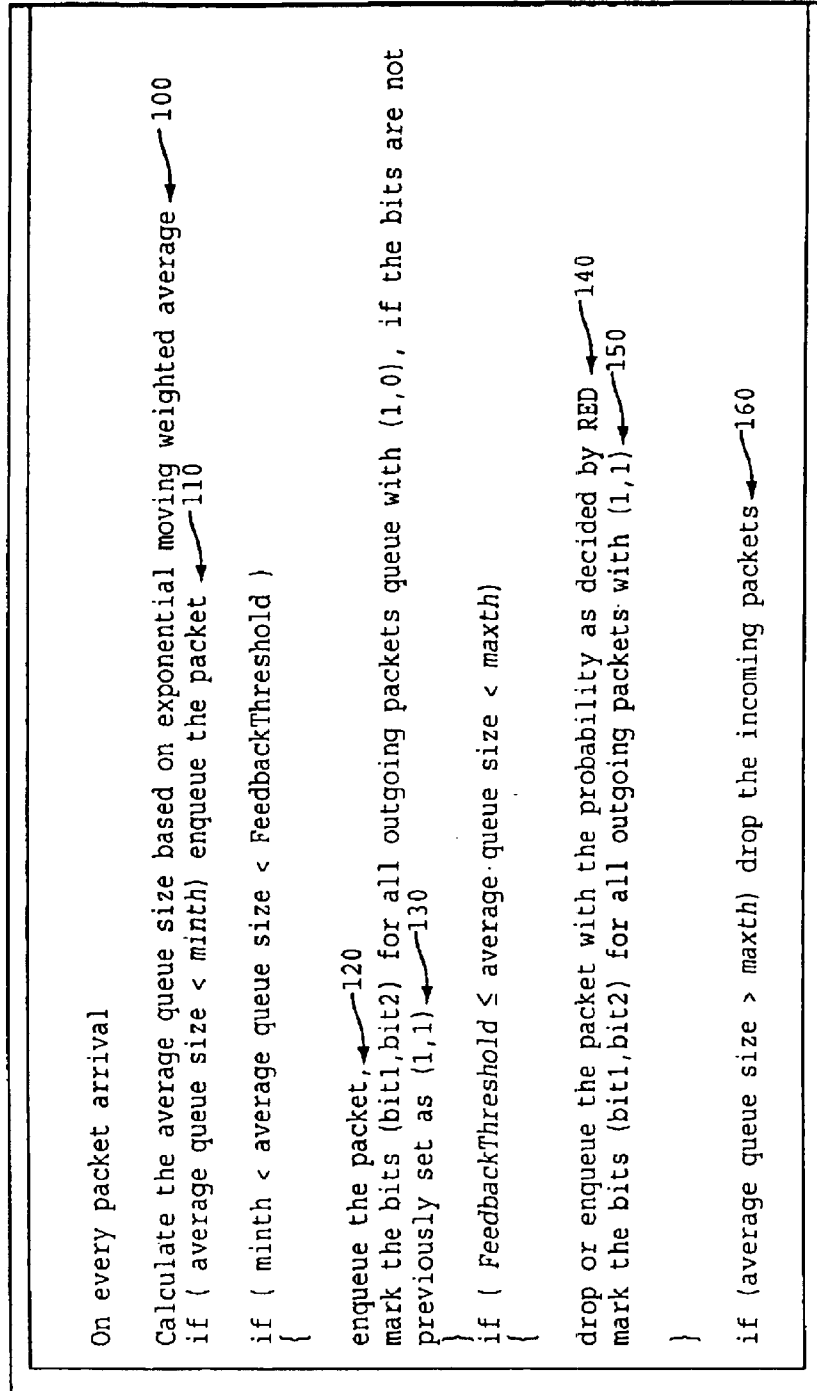 On every packet arrival
Calculate the average queue size based on exponential moving weighted average 100
if ( average queue size < minth) enqueue the packet 110
if ( minth < average queue size < FeedbackThreshold )
{
enqueue the packet, 120
mark the bits (bit1,bit2) for all outgoing packets queue with (1,0), if the bits are not
previously set as (1,1) 130
}
if ( FeedbackThreshold ≤ average queue size < maxth)
{
drop or enqueue the packet with the probability as decided by RED 140
mark the bits (bit1,bit2) for all outgoing packets with (1,1) 150
}
if (average queue size > maxth) drop the incoming packets 160